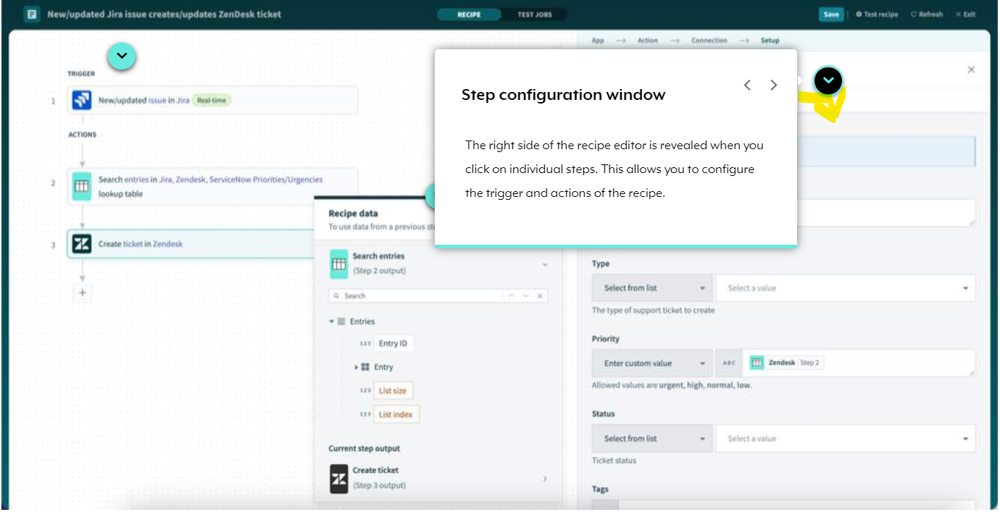 New/updated Jira issue creates/updates ZenDesk ticket
RECIPE
TEST JOBS
Save
Test recipe
Refresh
Exit
App
Action
Connection
Setup
TRIGGER
1
New/updated issue in Jira Real-time
ACTIONS
2
Search entries in Jira, Zendesk, ServiceNow Priorities/Urgencies
lookup table
3
Create ticket in Zendesk
Step configuration window
The right side of the recipe editor is revealed when you
click on individual steps. This allows you to configure
the trigger and actions of the recipe.
Recipe data
To use data from a previous
Search entries
(Step 2 output)
Search
Entries
123 Entry ID
Entry
123 List size
123 List index
Current step output
Create ticket
(Step 3 output)
Type
Select from list
Select a value
The type of support ticket to create
Priority
Enter custom value
ABC
Zendesk Step 2
Allowed values are urgent, high, normal, low.
Status
Select from list
Select a value
Ticket status
Tags